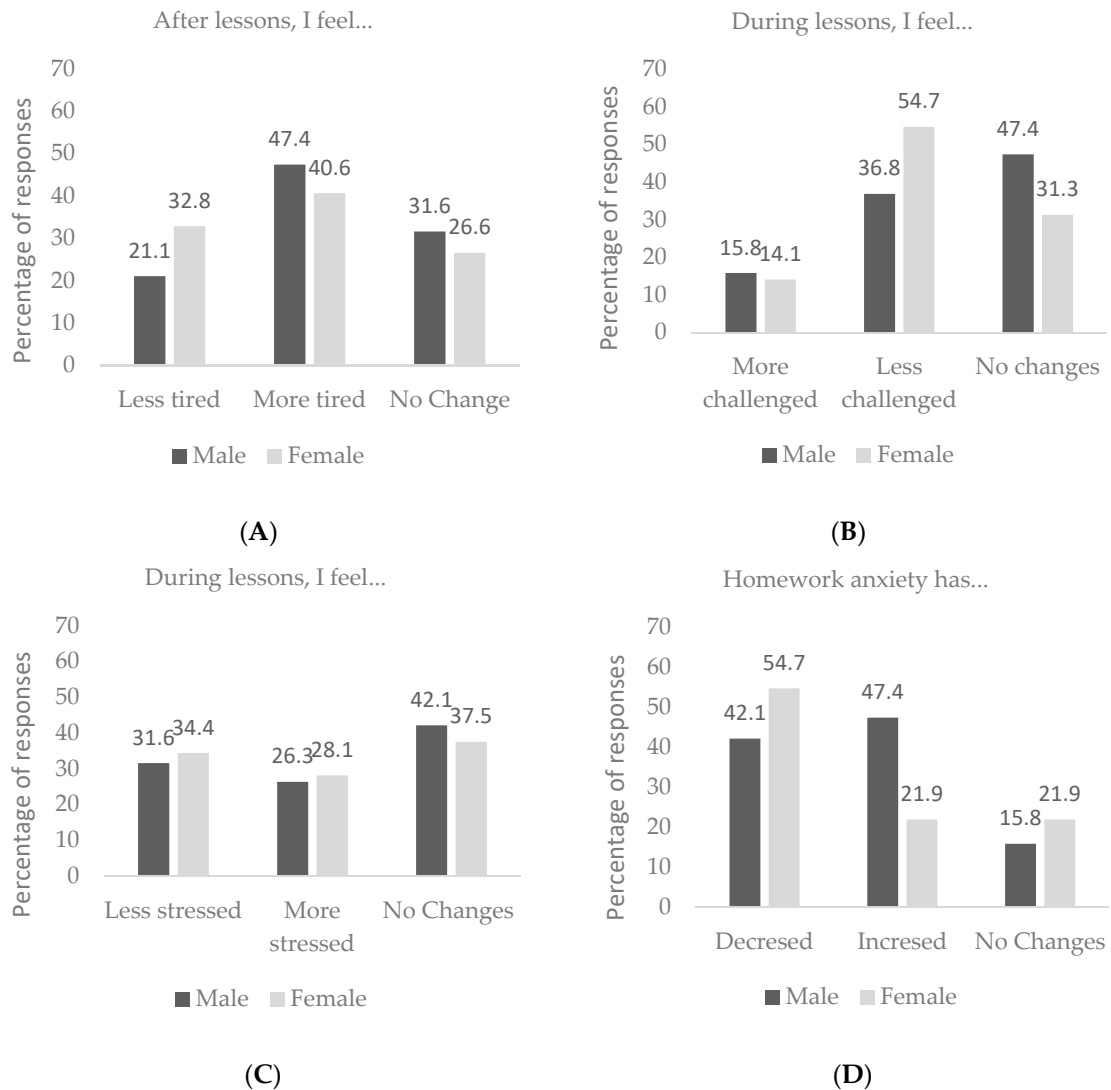 After lessons, I feel...
Percentage of responses
70
60
50
40
30
20
10
0
21.1
32.8
47.4
40.6
31.6
26.6
Less tired
More tired
No Change
Male
Female
(A)
During lessons, I feel...
Percentage of responses
70
60
50
40
30
20
10
0
15.8
14.1
36.8
54.7
47.4
31.3
More
challenged
Less
challenged
No changes
Male
Female
(B)
During lessons, I feel...
Percentage of responses
70
60
50
40
30
20
10
0
31.6
34.4
26.3
28.1
42.1
37.5
Less stressed
More
stressed
No Changes
Male
Female
(C)
Homework anxiety has...
Percentage of responses
70
60
50
40
30
20
10
0
42.1
54.7
47.4
21.9
15.8
21.9
Decresed
Incresed
No Changes
Male
Female
(D)